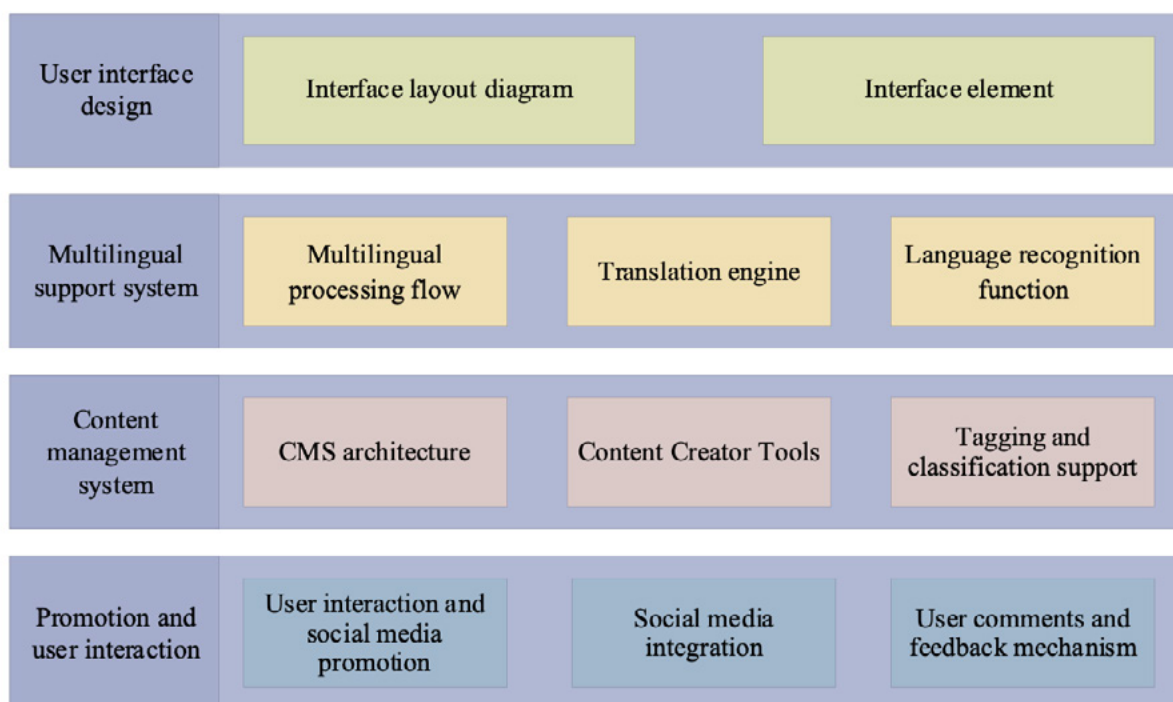 User interface
design
Interface layout diagram
Interface element
Multilingual
support system
Multilingual
processing flow
Translation engine
Language recognition
function
Content
management
system
CMS architecture
Content Creator Tools
Tagging and
classification support
Promotion and
user interaction
User interaction and
social media
promotion
Social media
integration
User comments and
feedback mechanism